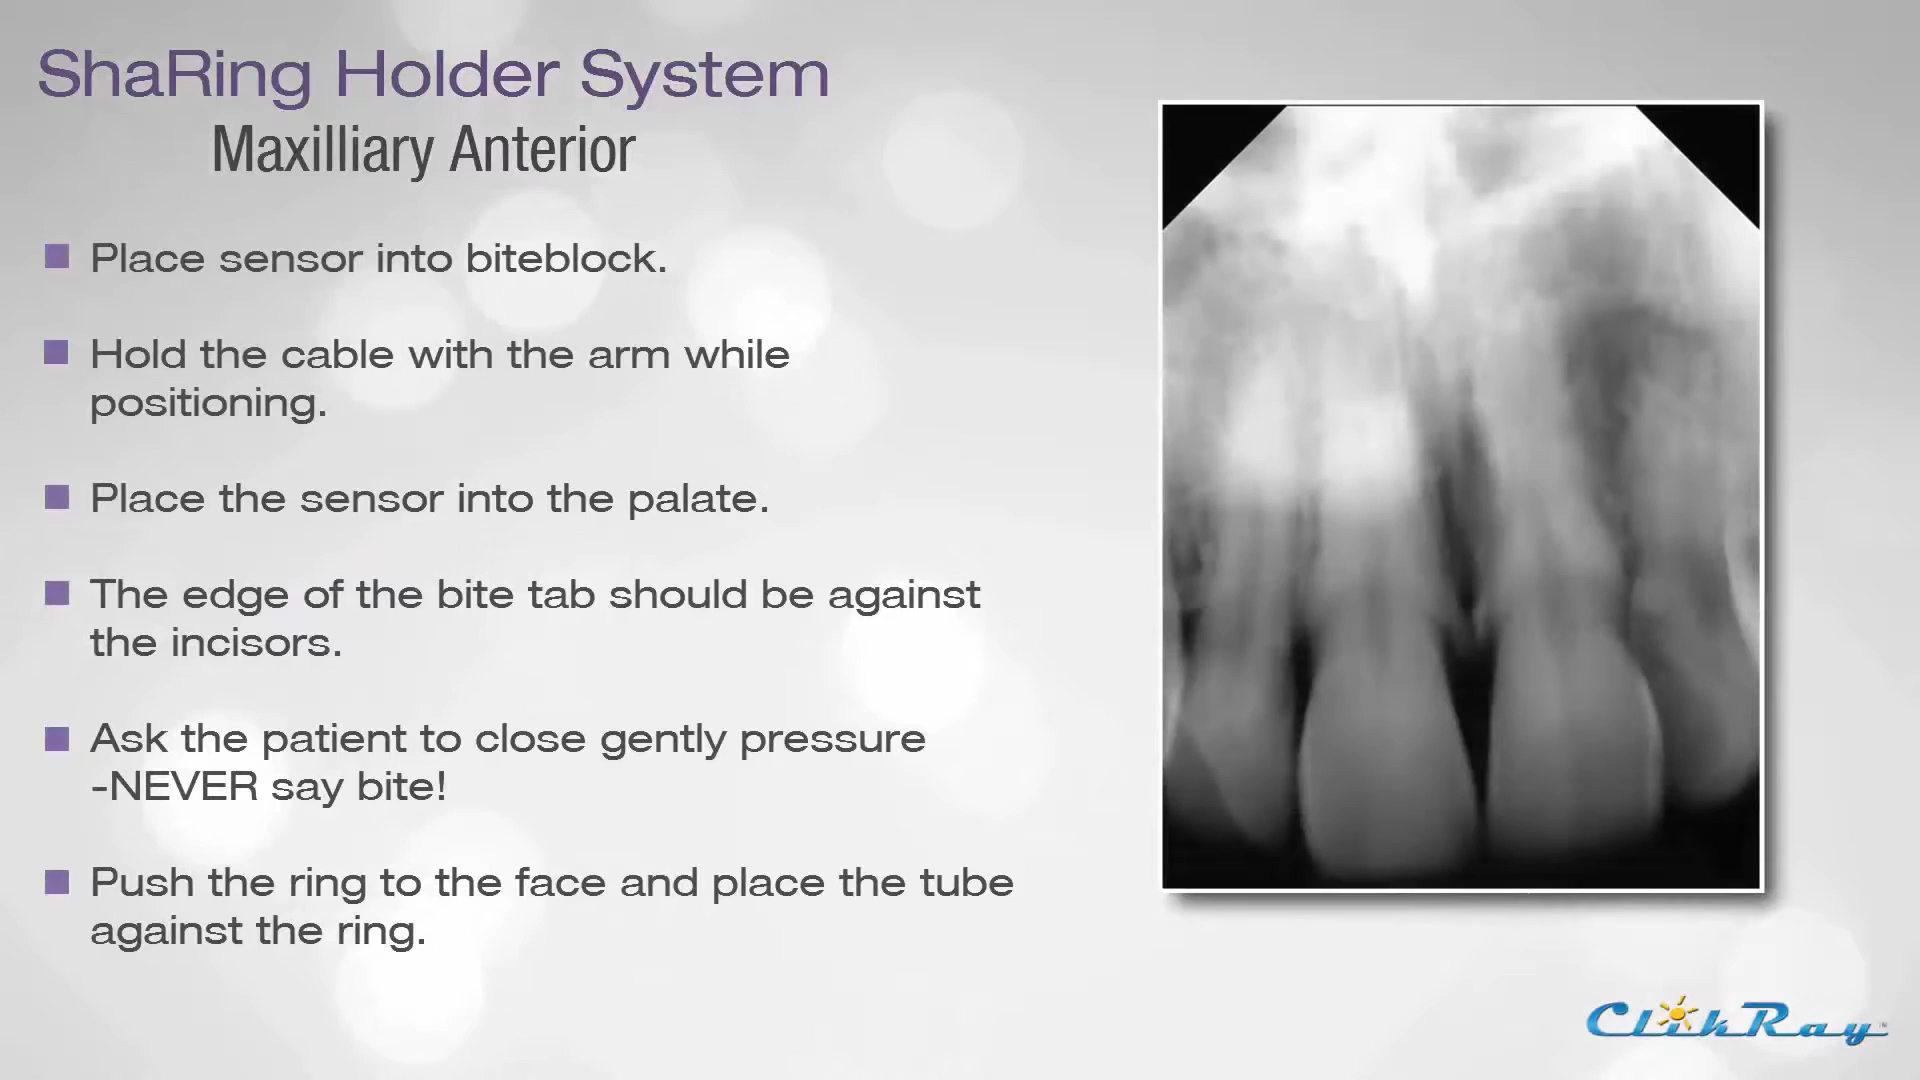 ShaRing Holder System
Maxilliary Anterior
Place sensor into biteblock.
Hold the cable with the arm while
positioning.
Place the sensor into the palate.
The edge of the bite tab should be against
the incisors.
Ask the patient to close gently pressure
-NEVER say bite!
Push the ring to the face and place the tube
against the ring.
ClikRay